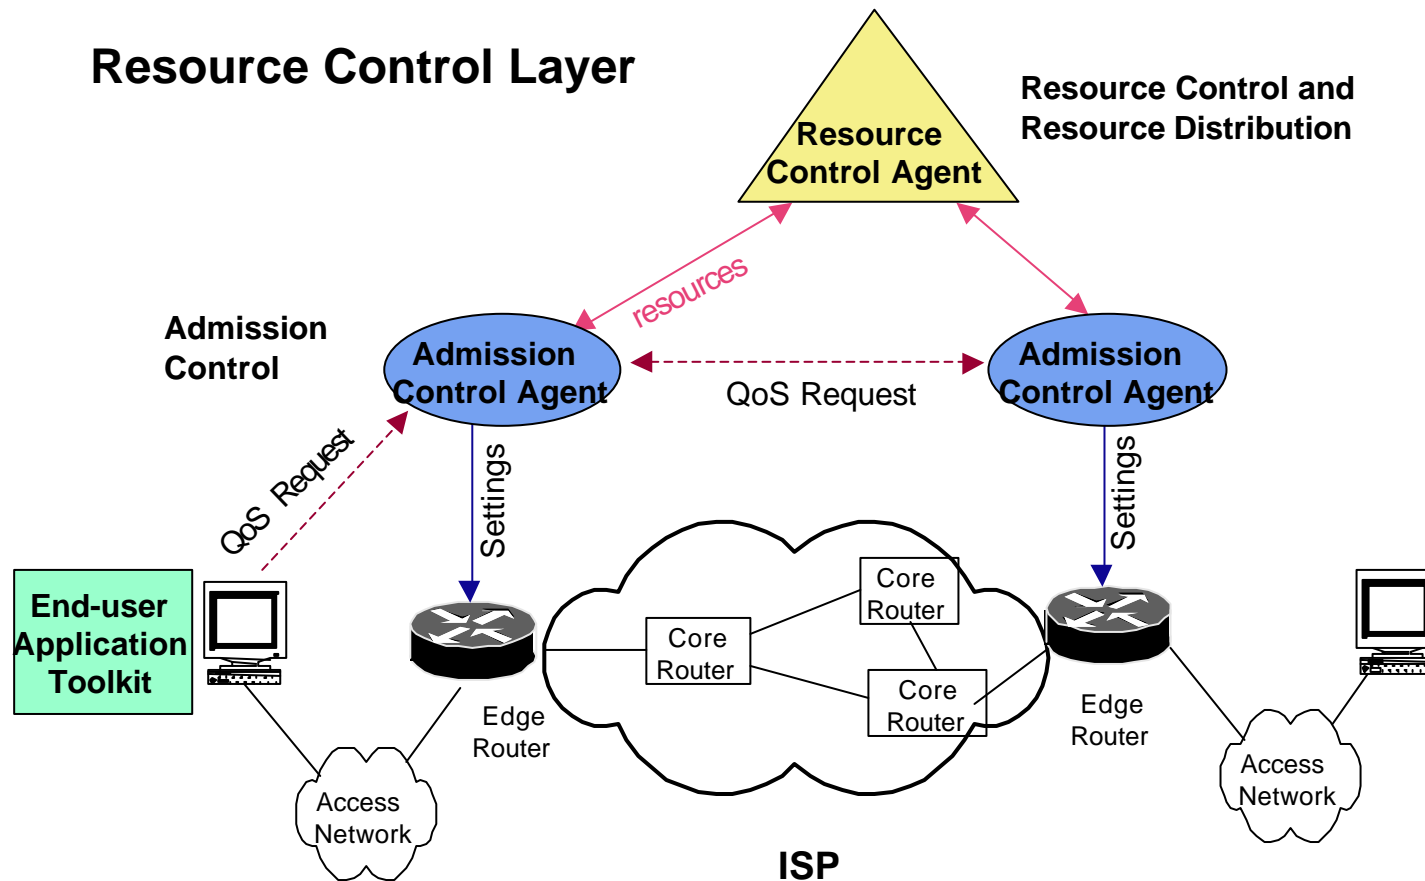 Resource Control Layer
Resource Control and
Resource Distribution
Resource
Control Agent
resources
Admission
Control
Admission
Control Agent
QoS Request
Admission
Control Agent
QoS Request
Settings
Settings
End-user
Application
Toolkit
Core
Router
Core
Router
Core
Router
Edge
Router
Edge
Router
Access
Network
Access
Network
ISP